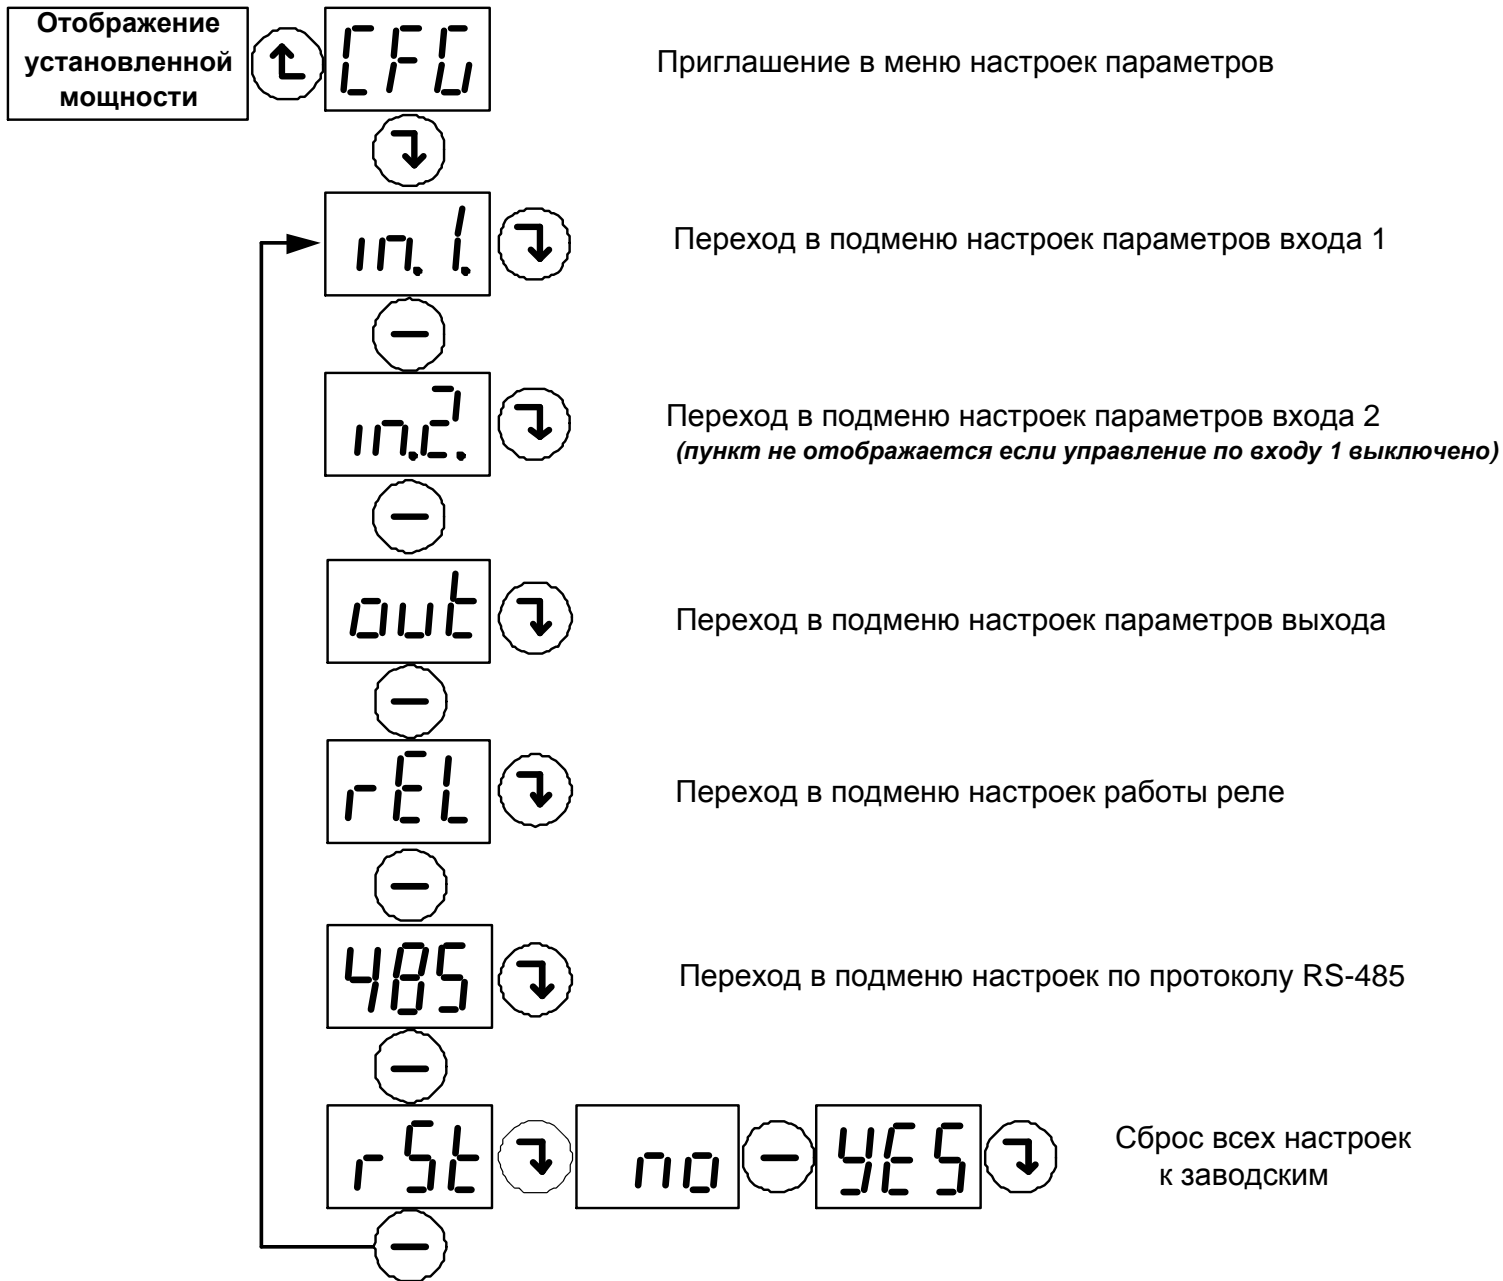 Отображение
установленной
мощности
CFG
Приглашение в меню настроек параметров
in.1.
Переход в подменю настроек параметров входа 1
in.2.
Переход в подменю настроек параметров входа 2
(пункт не отображается если управление по входу 1 выключено)
out
Переход в подменю настроек параметров выхода
rEL
Переход в подменю настроек работы реле
485
Переход в подменю настроек по протоколу RS-485
rSt
no
YES
Сброс всех настроек
к заводским